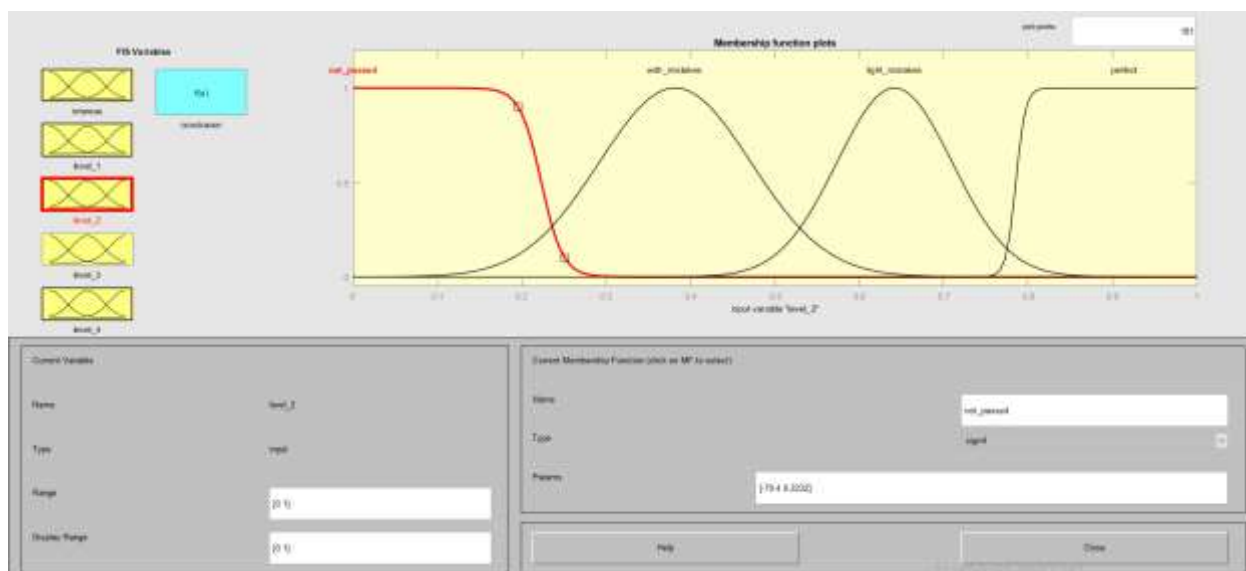 plot points:
181
FIS Variables
Membership function plots
not_passed
with_mistakes
light_mistakes
perfect
f(u)
level_1
level_2
level_3
level_4
1
0.5
0
0 0.1 0.2 0.3 0.4 0.5 0.6 0.7 0.8 0.9 1
input variable "level_2"
Current Variable
Name
level_2
Type
input
Range
[0 1]
Display Range
[0 1]
Current Membership Function (click on MF to select)
Name
not_passed
Type
sigmf
Params
Help
Close